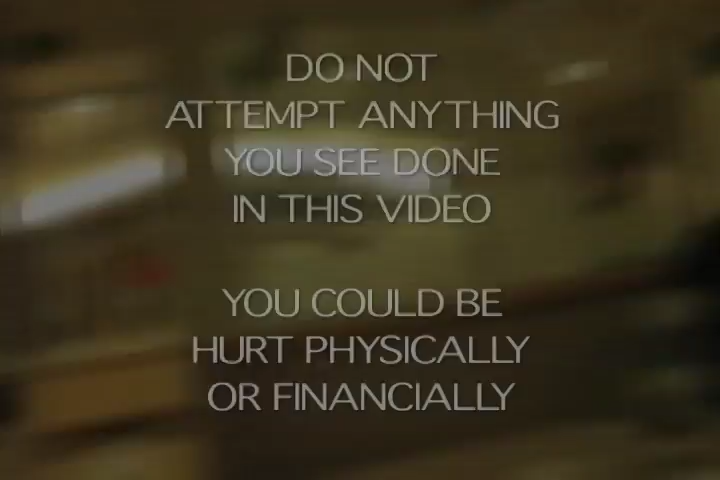 DO NOT
ATTEMPT ANYTHING
YOU SEE DONE
IN THIS VIDEO
YOU COULD BE
HURT PHYSICALLY
OR FINANCIALLY